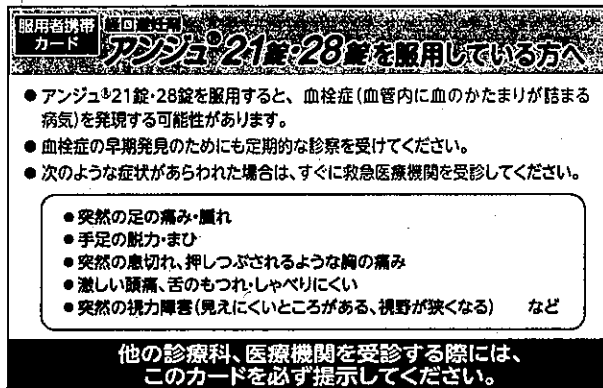 服用者携帯
カード
経口避妊剤
アンジュ®21錠・28錠を服用している方へ
● アンジュ®21錠・28錠を服用すると、血栓症(血管内に血のかたまりが詰まる
病気)を発現する可能性があります。
● 血栓症の早期発見のためにも定期的な診察を受けてください。
● 次のような症状があらわれた場合は、すぐに救急医療機関を受診してください。
● 突然の足の痛み・腫れ
● 手足の脱力・まひ
● 突然の息切れ、押しつぶされるような胸の痛み
● 激しい頭痛、舌のもつれ・しゃべりにくい
● 突然の視力障害(見えにくいところがある、視野が狭くなる) など
他の診療科、医療機関を受診する際には、
このカードを必ず提示してください。